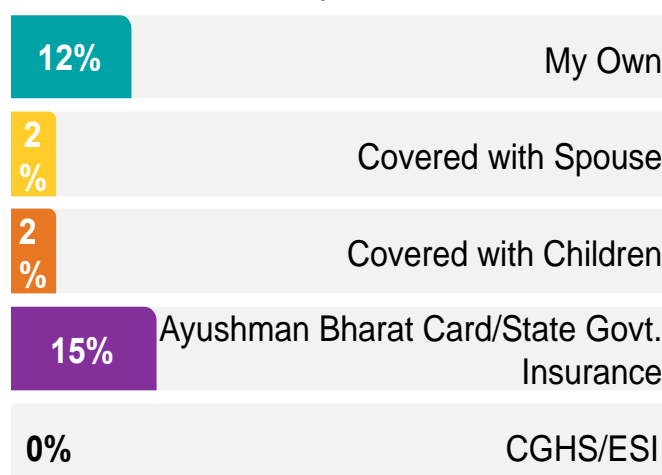 12% My Own
2
%
Covered with Spouse
2
%
Covered with Children
15%
Ayushman Bharat Card/State Govt.
Insurance
0% CGHS/ESI